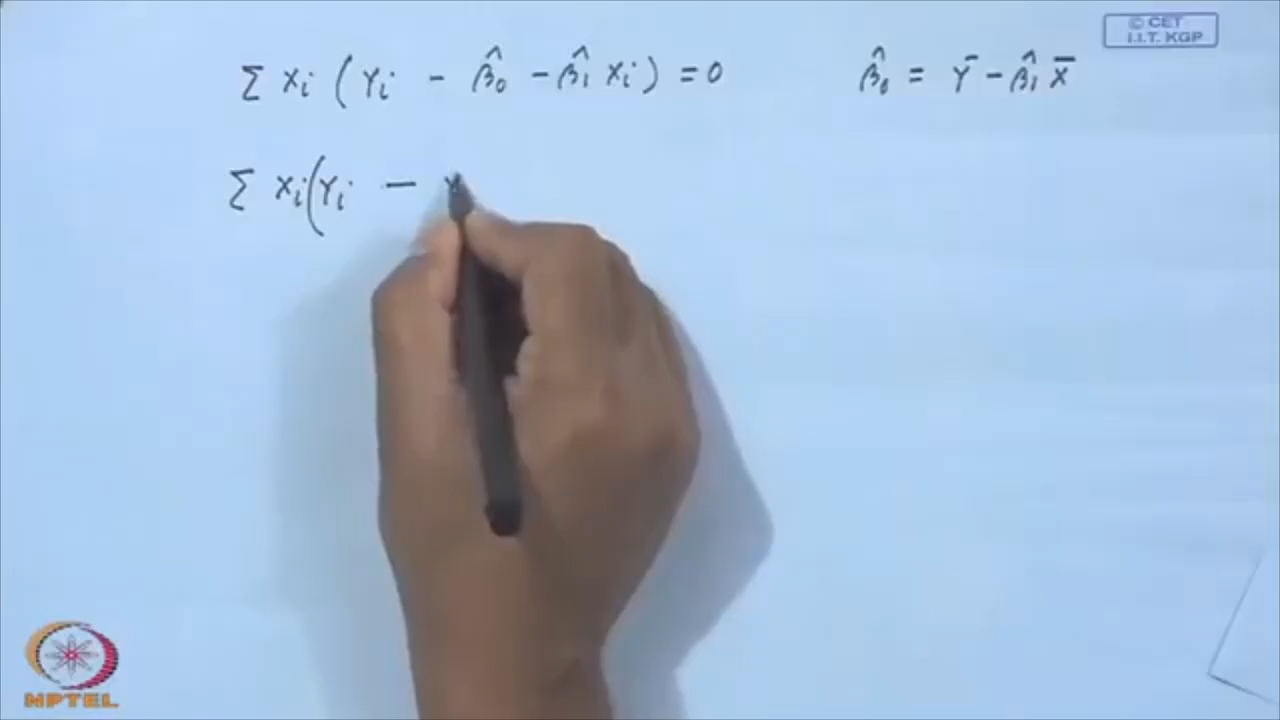 Σ Xi ( Yi - β̂0 - β̂1 Xi ) = 0
β̂0 = Ȳ - β̂1 X̄
© CET
I.I.T. KGP
Σ Xi ( Yi -
NPTEL